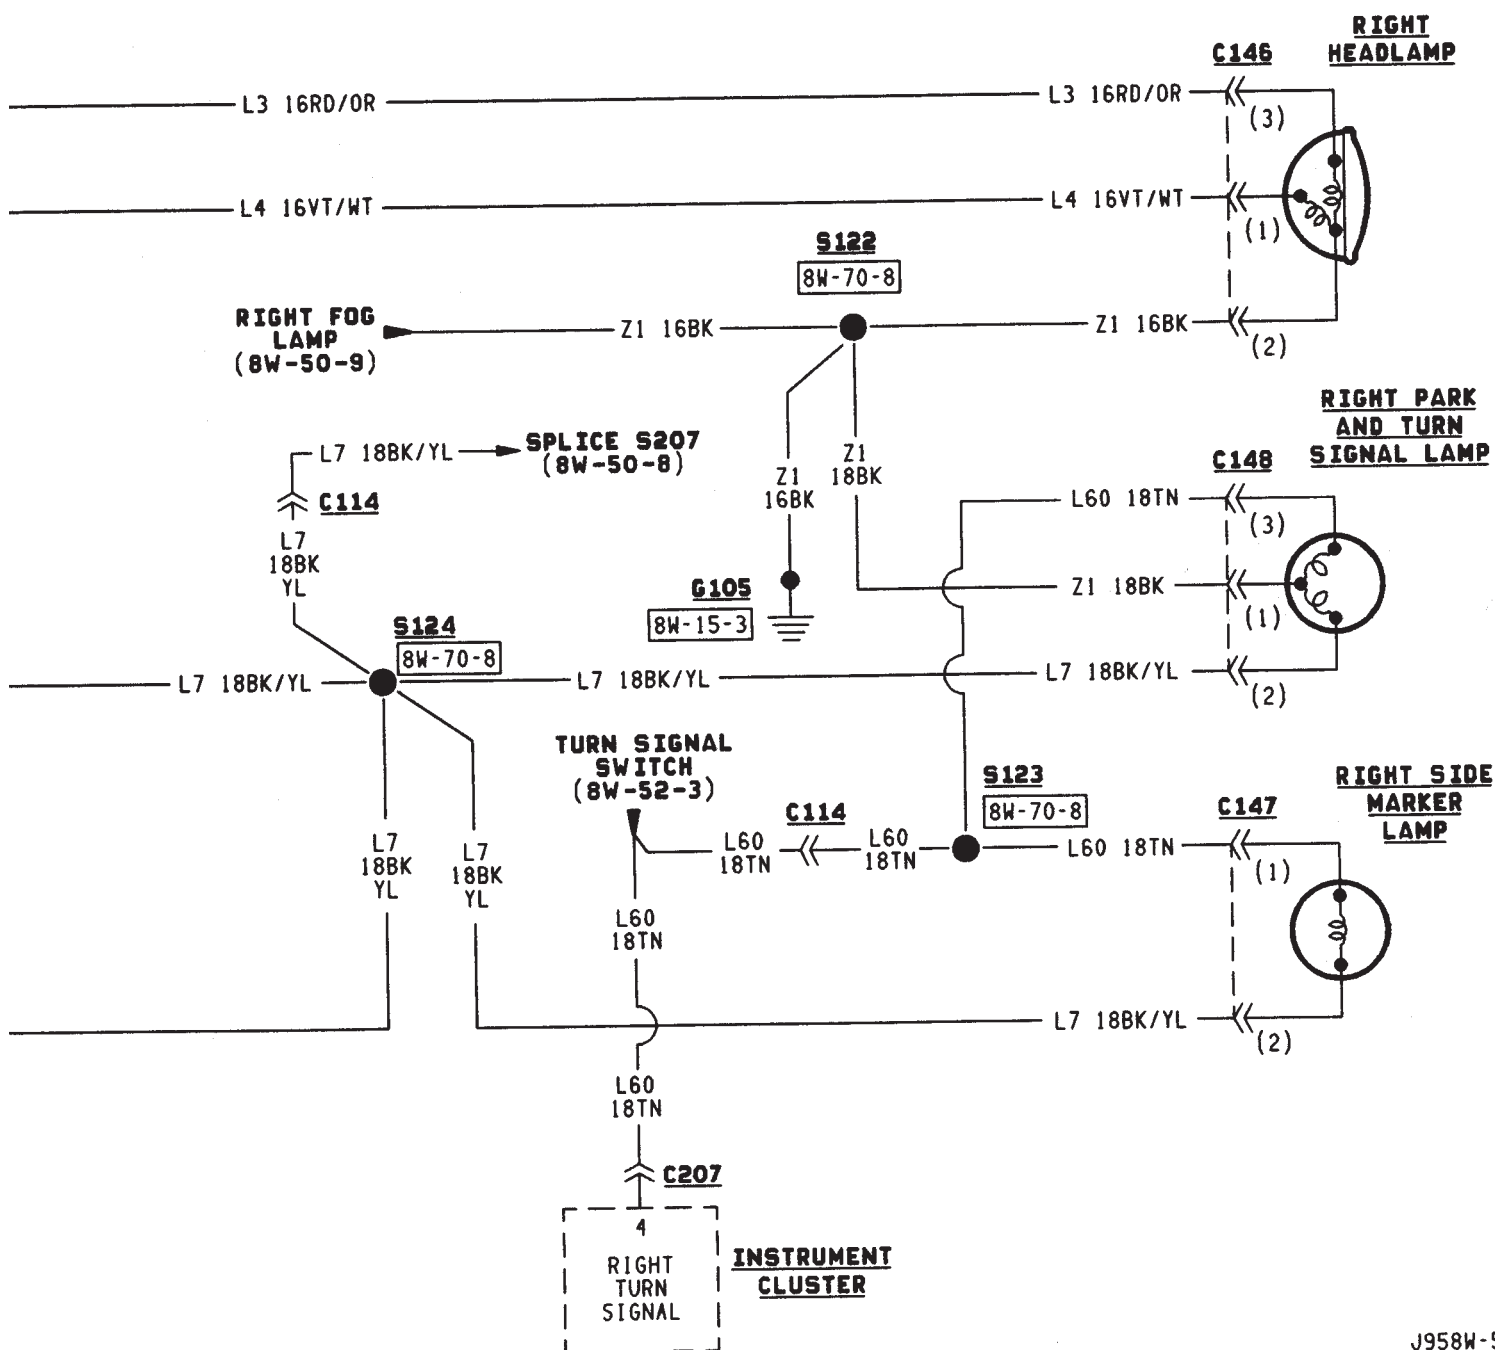 RIGHT
HEADLAMP
C146
L3 16RD/OR
L3 16RD/OR
(3)
L4 16VT/WT
L4 16VT/WT
(1)
S122
8W-70-8
RIGHT FOG
LAMP
(8W-50-9)
Z1 16BK
Z1 16BK
(2)
RIGHT PARK
AND TURN
SIGNAL LAMP
C148
L7 18BK/YL
SPLICE S207
(8W-50-8)
C114
Z1
16BK
Z1
18BK
L60 18TN
(3)
L7
18BK
YL
G105
8W-15-3
Z1 18BK
(1)
S124
8W-70-8
L7 18BK/YL
L7 18BK/YL
L7 18BK/YL
(2)
TURN SIGNAL
SWITCH
(8W-52-3)
S123
8W-70-8
C114
C147
RIGHT SIDE
MARKER
LAMP
L7
18BK
YL
L7
18BK
YL
L60
18TN
L60
18TN
L60 18TN
(1)
L60
18TN
L7 18BK/YL
(2)
L60
18TN
C207
4
RIGHT
TURN
SIGNAL
INSTRUMENT
CLUSTER